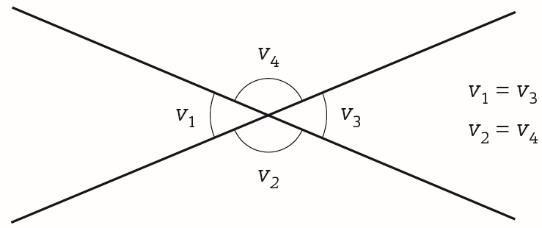 v₄
v₁
v₃
v₂
v₁ = v₃
v₂ = v₄